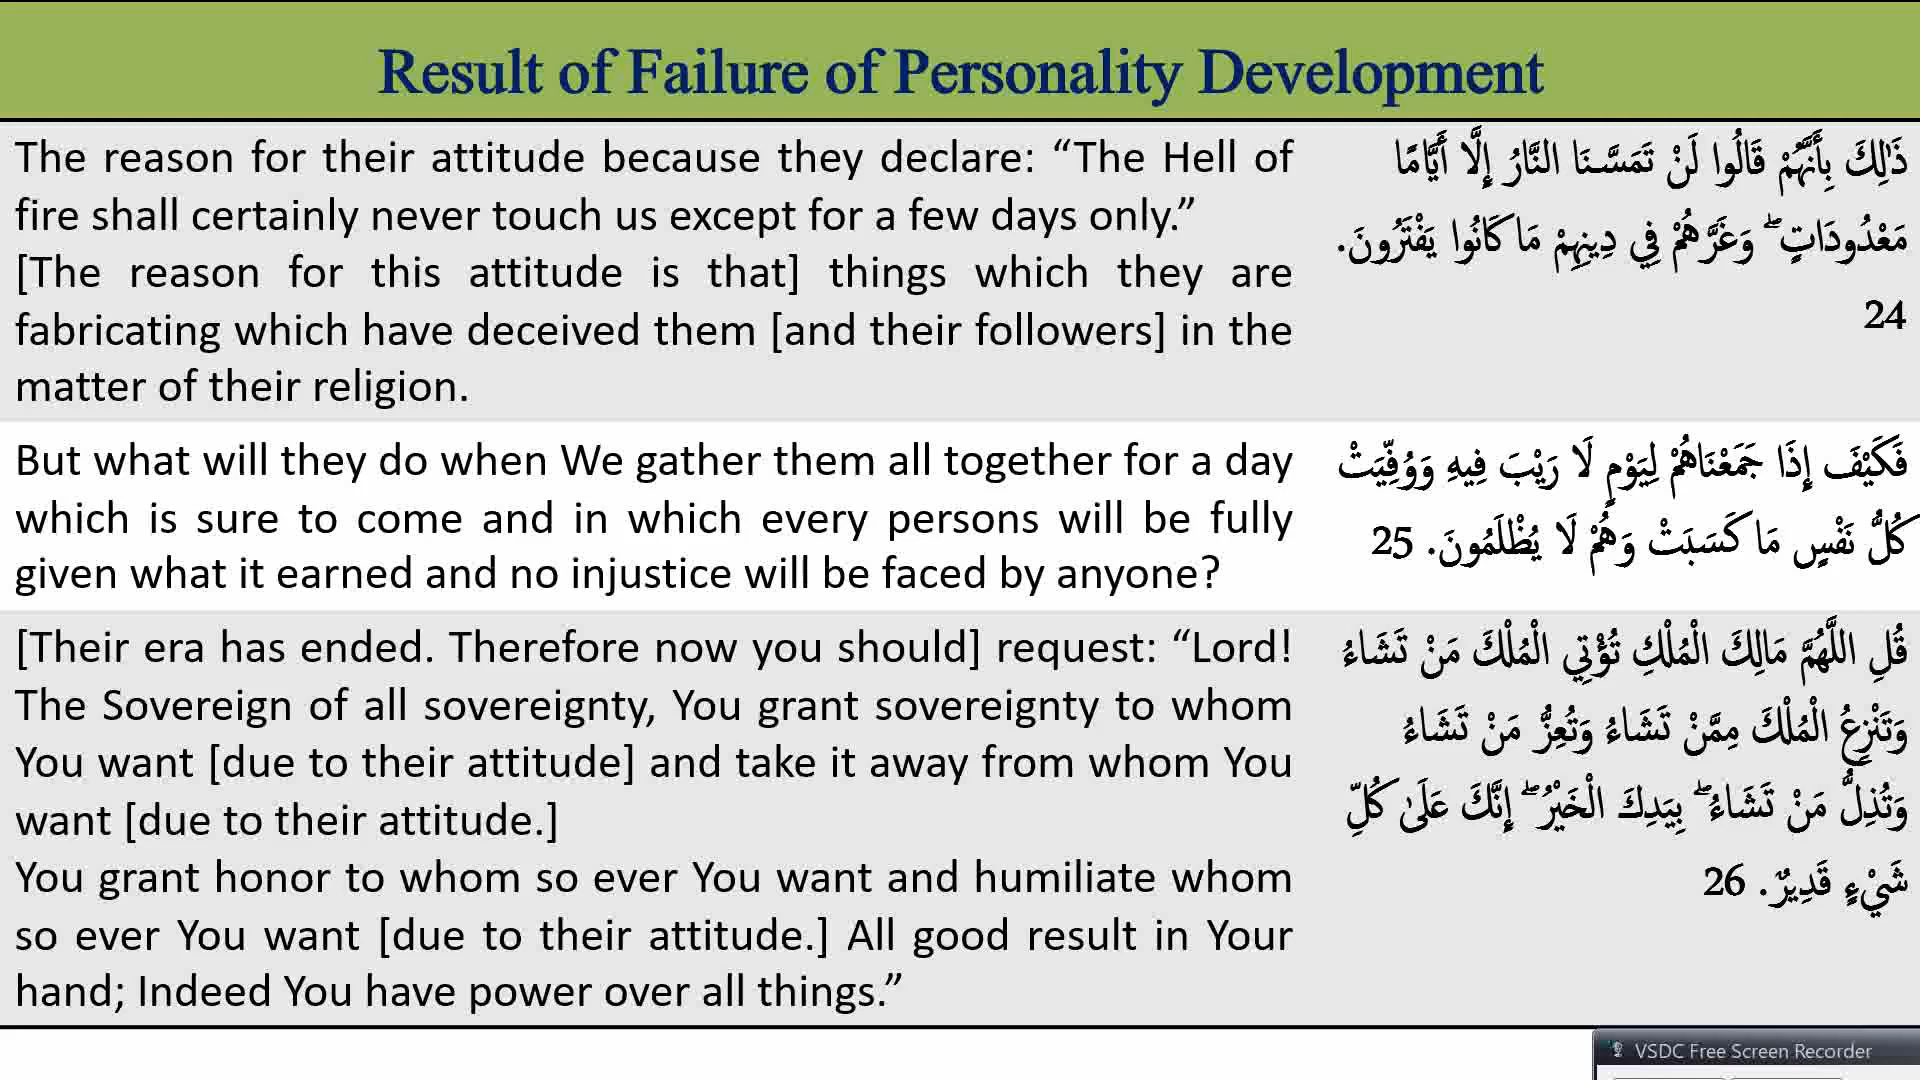 Result of Failure of Personality Development
The reason for their attitude because they declare: “The Hell of
fire shall certainly never touch us except for a few days only.”
[The reason for this attitude is that] things which they are
fabricating which have deceived them [and their followers] in the
matter of their religion.
ذَٰلِكَ بِأَنَّهُمْ قَالُوا لَنْ تَمَسَّنَا النَّارُ إِلَّا أَيَّامًا
مَعْدُودَاتٍ ۖ وَغَرَّهُمْ فِي دِينِهِمْ مَا كَانُوا يَفْتَرُونَ.
24
But what will they do when We gather them all together for a day
which is sure to come and in which every persons will be fully
given what it earned and no injustice will be faced by anyone?
فَكَيْفَ إِذَا جَمَعْنَاهُمْ لِيَوْمٍ لَا رَيْبَ فِيهِ وَوُفِّيَتْ
كُلُّ نَفْسٍ مَا كَسَبَتْ وَهُمْ لَا يُظْلَمُونَ. 25
[Their era has ended. Therefore now you should] request: “Lord!
The Sovereign of all sovereignty, You grant sovereignty to whom
You want [due to their attitude] and take it away from whom You
want [due to their attitude.]
You grant honor to whom so ever You want and humiliate whom
so ever You want [due to their attitude.] All good result in Your
hand; Indeed You have power over all things.”
قُلِ اللَّهُمَّ مَالِكَ الْمُلْكِ تُؤْتِي الْمُلْكَ مَنْ تَشَاءُ
وَتَنْزِعُ الْمُلْكَ مِمَّنْ تَشَاءُ وَتُعِزُّ مَنْ تَشَاءُ
وَتُذِلُّ مَنْ تَشَاءُ ۖ بِيَدِكَ الْخَيْرُ ۖ إِنَّكَ عَلَىٰ كُلِّ
شَيْءٍ قَدِيرٌ. 26
VSDC Free Screen Recorder